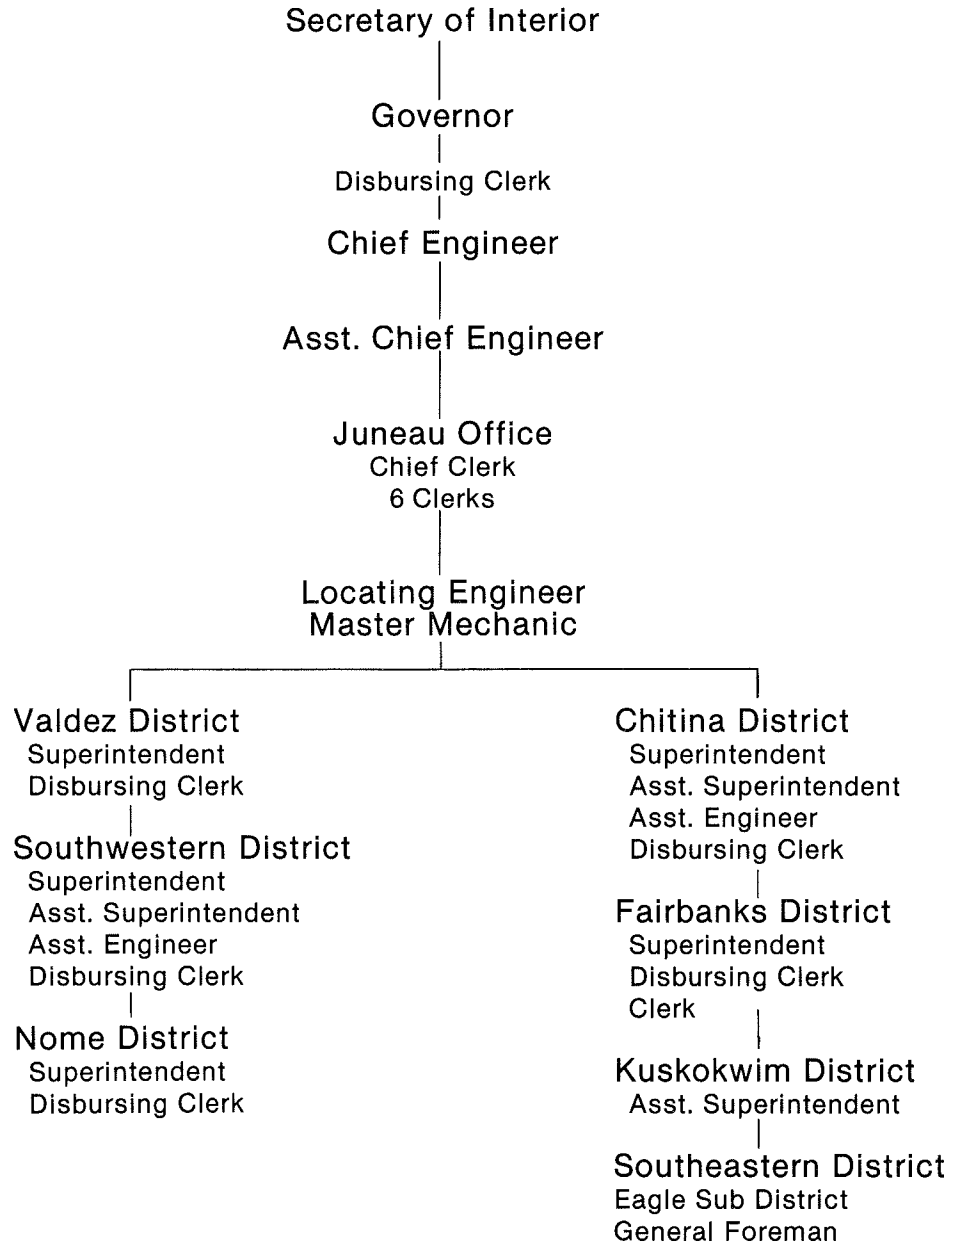 Secretary of Interior
Governor
Disbursing Clerk
Chief Engineer
Asst. Chief Engineer
Juneau Office
Chief Clerk
6 Clerks
Locating Engineer
Master Mechanic
Valdez District
Superintendent
Disbursing Clerk
Southwestern District
Superintendent
Asst. Superintendent
Asst. Engineer
Disbursing Clerk
Nome District
Superintendent
Disbursing Clerk
Chitina District
Superintendent
Asst. Superintendent
Asst. Engineer
Disbursing Clerk
Fairbanks District
Superintendent
Disbursing Clerk
Clerk
Kuskokwim District
Asst. Superintendent
Southeastern District
Eagle Sub District
General Foreman